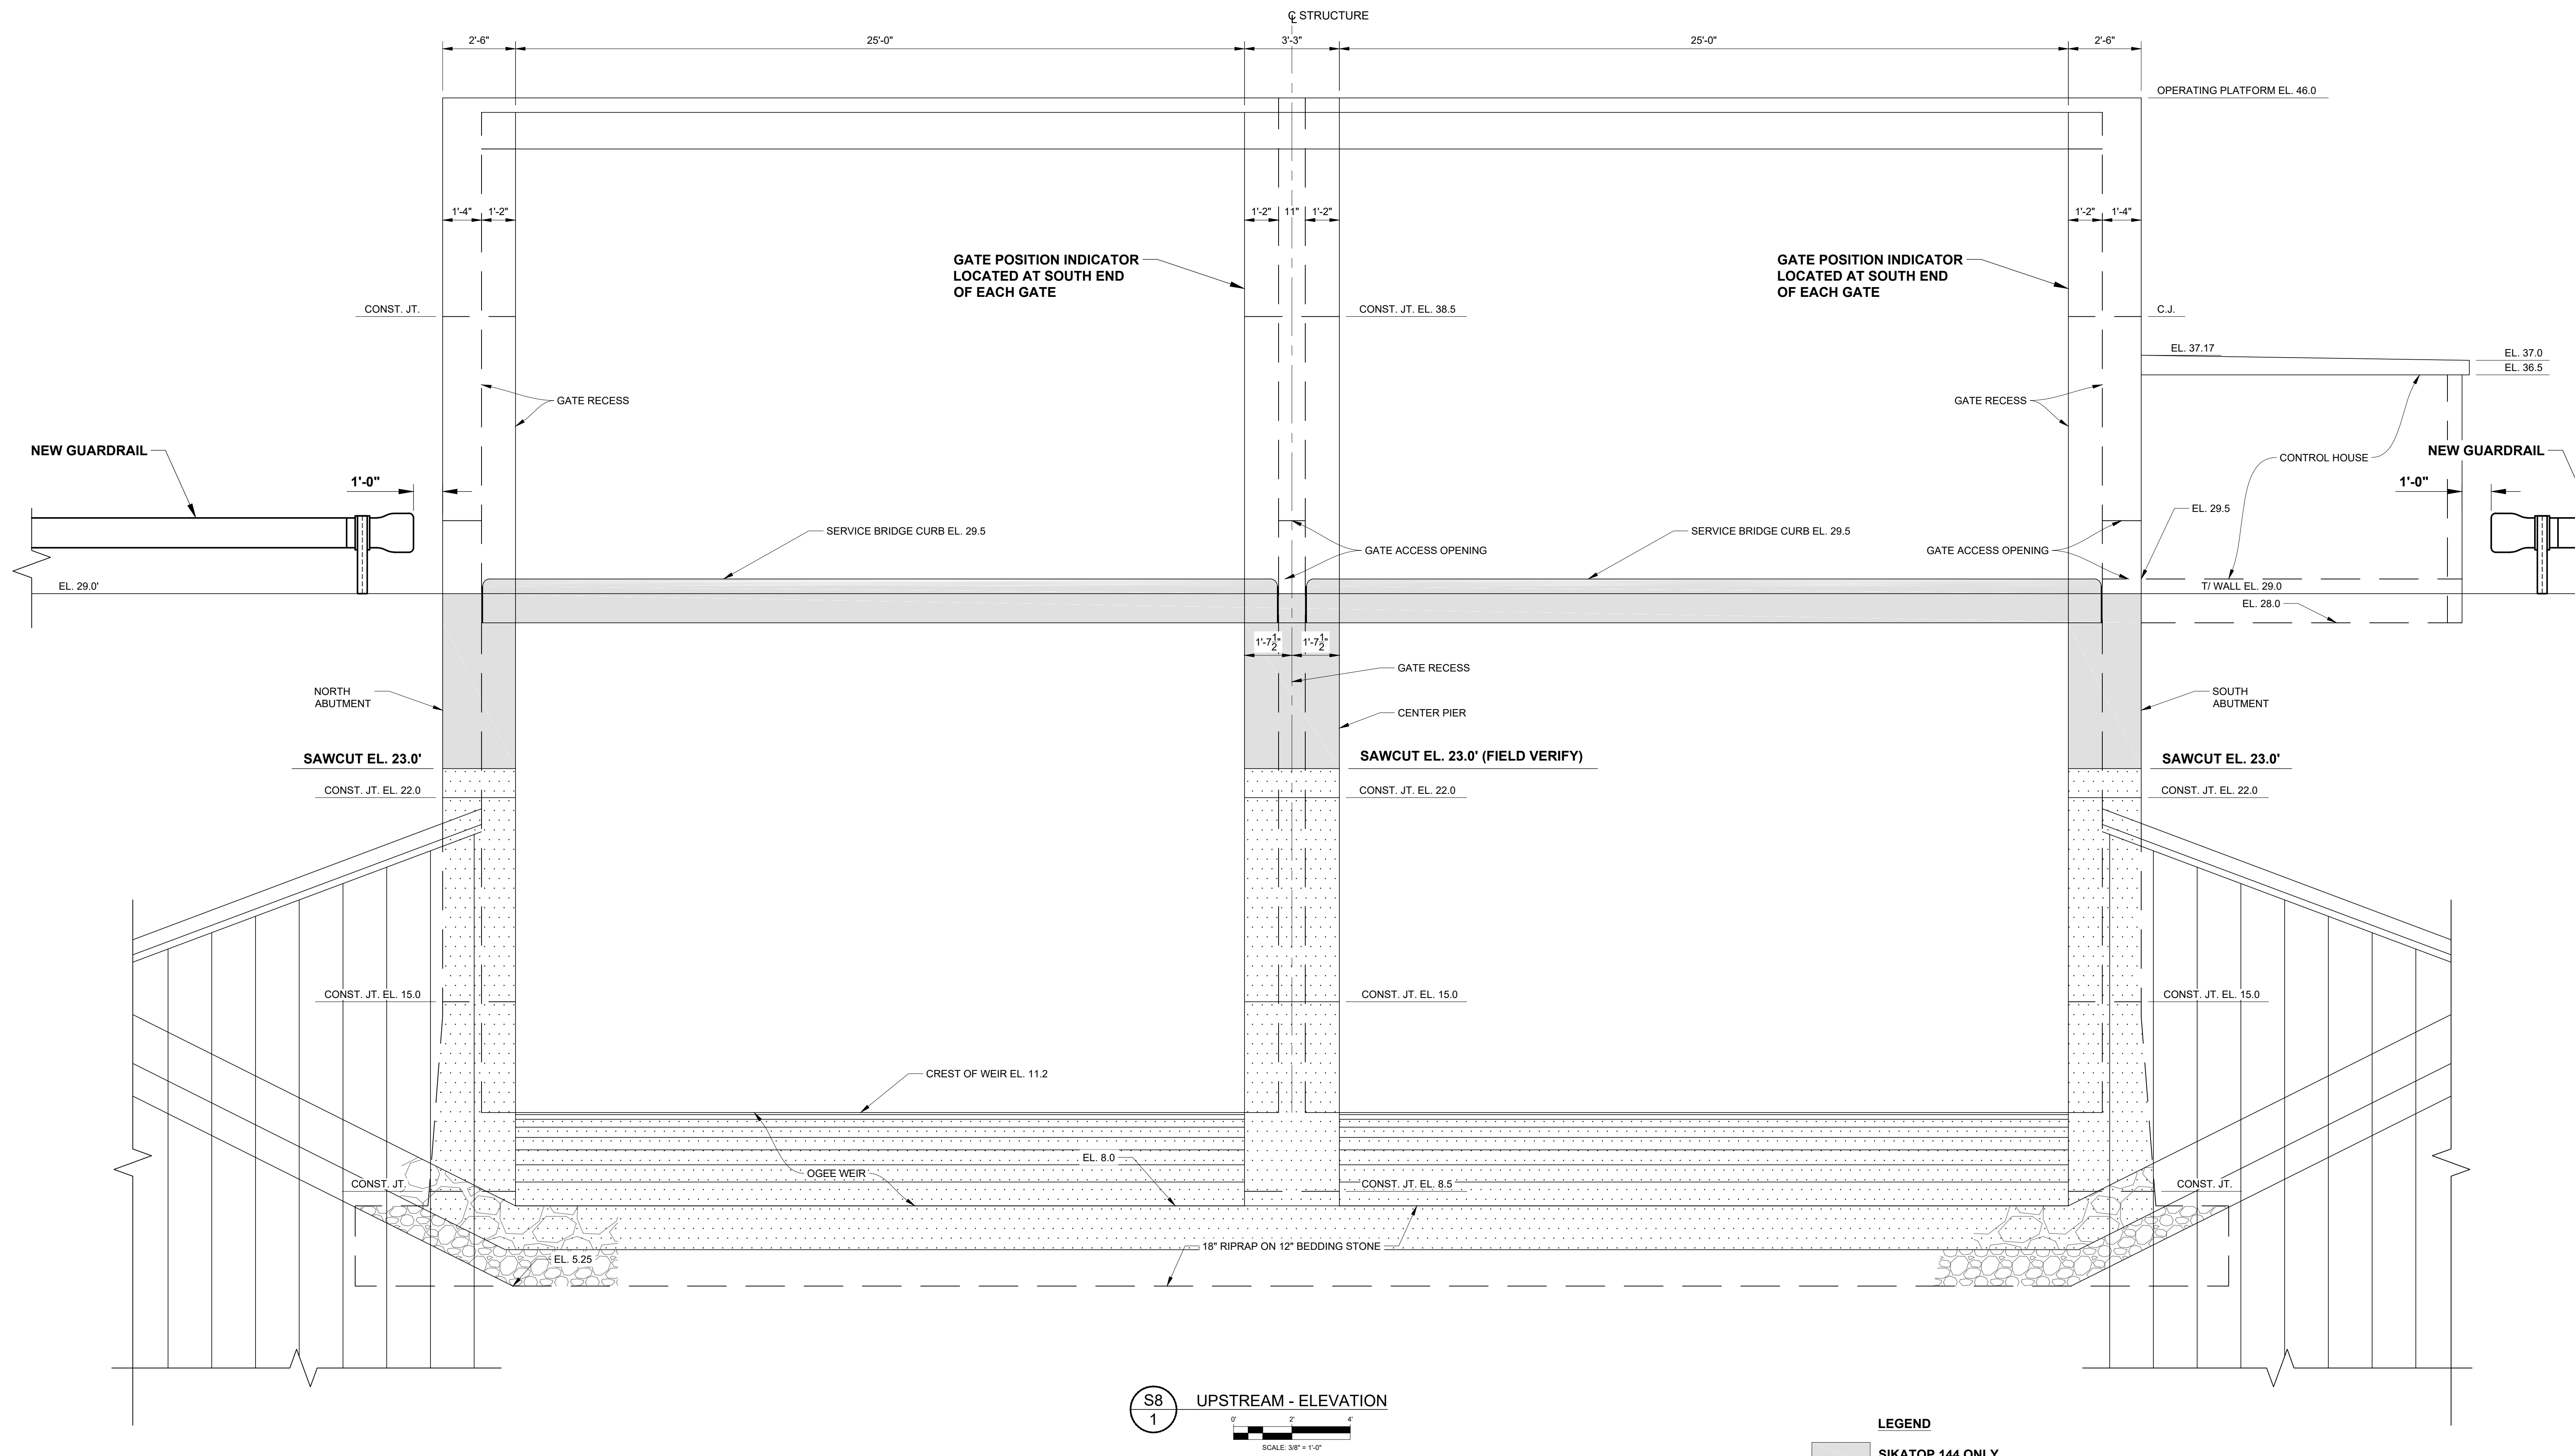 ℄ STRUCTURE
2'-6"
25'-0"
3'-3"
25'-0"
2'-6"
OPERATING PLATFORM EL. 46.0
1'-4"
1'-2"
1'-2"
11"
1'-2"
1'-2"
1'-4"
GATE POSITION INDICATOR
LOCATED AT SOUTH END
OF EACH GATE
GATE POSITION INDICATOR
LOCATED AT SOUTH END
OF EACH GATE
CONST. JT.
CONST. JT. EL. 38.5
C.J.
EL. 37.17
EL. 37.0
EL. 36.5
GATE RECESS
GATE RECESS
NEW GUARDRAIL
CONTROL HOUSE
NEW GUARDRAIL
1'-0"
1'-0"
EL. 29.5
SERVICE BRIDGE CURB EL. 29.5
SERVICE BRIDGE CURB EL. 29.5
GATE ACCESS OPENING
GATE ACCESS OPENING
EL. 29.0'
T/ WALL EL. 29.0
EL. 28.0
1'-7 1/2"
1'-7 1/2"
GATE RECESS
NORTH
ABUTMENT
SOUTH
ABUTMENT
CENTER PIER
SAWCUT EL. 23.0'
SAWCUT EL. 23.0' (FIELD VERIFY)
SAWCUT EL. 23.0'
CONST. JT. EL. 22.0
CONST. JT. EL. 22.0
CONST. JT. EL. 22.0
CONST. JT. EL. 15.0
CONST. JT. EL. 15.0
CONST. JT. EL. 15.0
CREST OF WEIR EL. 11.2
EL. 8.0
OGEE WEIR
CONST. JT.
CONST. JT. EL. 8.5
CONST. JT.
18" RIPRAP ON 12" BEDDING STONE
EL. 5.25
S8
1
UPSTREAM - ELEVATION
0'
2'
4'
SCALE: 3/8" = 1'-0"
LEGEND
SIKATOP 144 ONLY